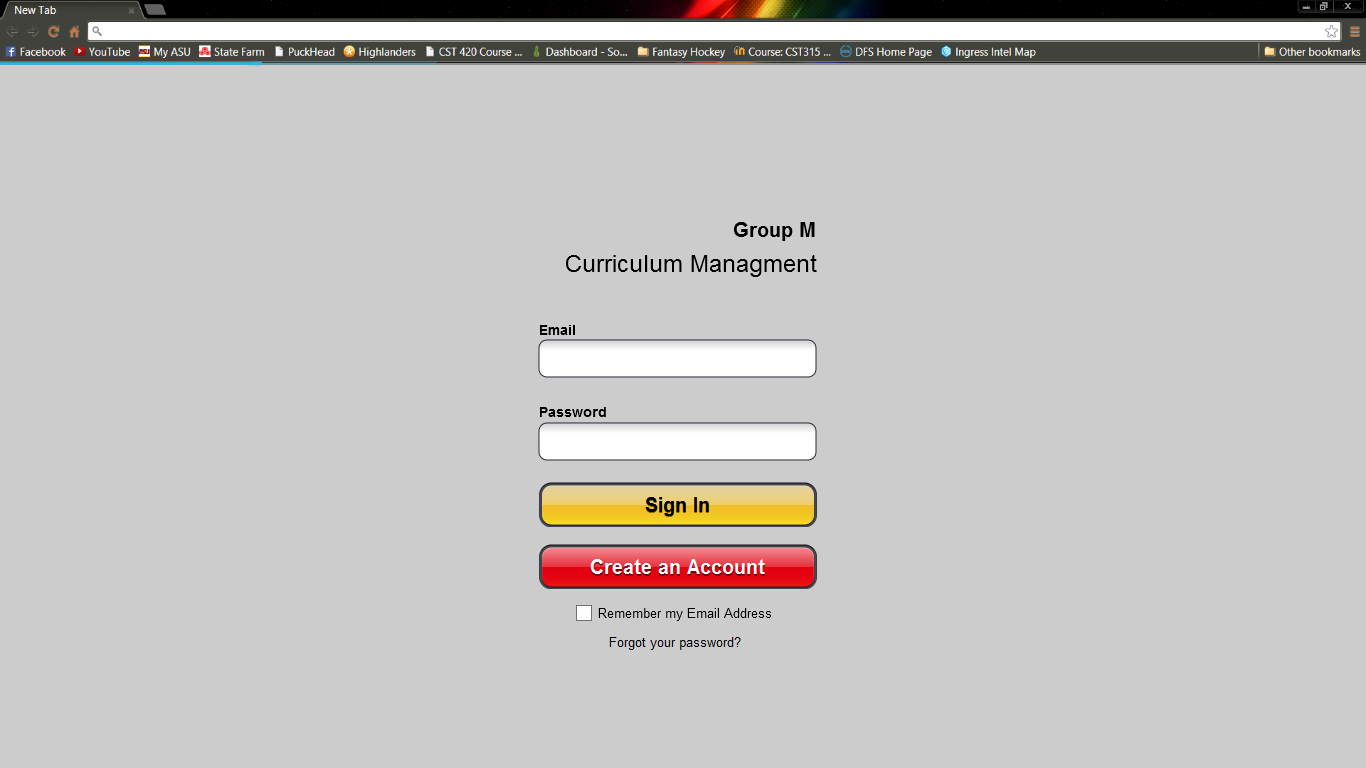 New Tab
Facebook YouTube My ASU State Farm PuckHead Highlanders CST 420 Course ... Dashboard - So... Fantasy Hockey Course: CST315 ... DFS Home Page Ingress Intel Map Other bookmarks
Group M
Curriculum Managment
Email
Password
Sign In
Create an Account
Remember my Email Address
Forgot your password?